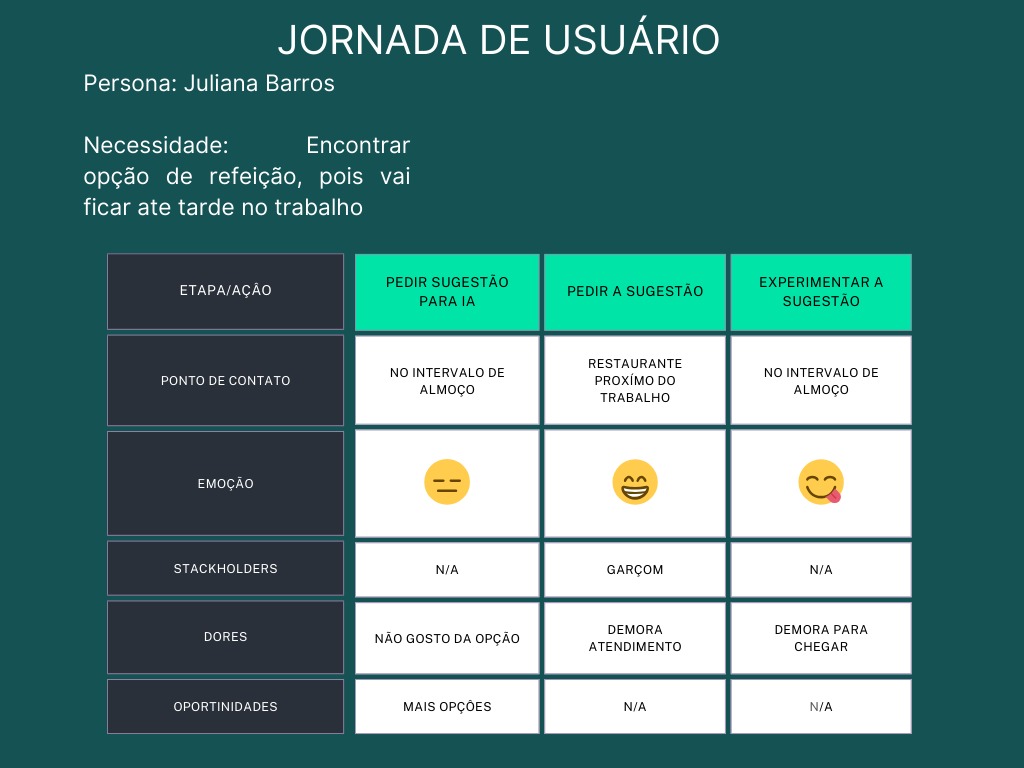 JORNADA DE USUÁRIO
Persona: Juliana Barros
Necessidade: Encontrar
opção de refeição, pois vai
ficar ate tarde no trabalho
ETAPA/AÇÂO
PEDIR SUGESTÃO
PARA IA
PEDIR A SUGESTÃO
EXPERIMENTAR A
SUGESTÃO
PONTO DE CONTATO
NO INTERVALO DE
ALMOÇO
RESTAURANTE
PROXÍMO DO
TRABALHO
NO INTERVALO DE
ALMOÇO
EMOÇÃO
STACKHOLDERS
N/A
GARÇOM
N/A
DORES
NÃO GOSTO DA OPÇÃO
DEMORA
ATENDIMENTO
DEMORA PARA
CHEGAR
OPORTINIDADES
MAIS OPÇÕES
N/A
N/A